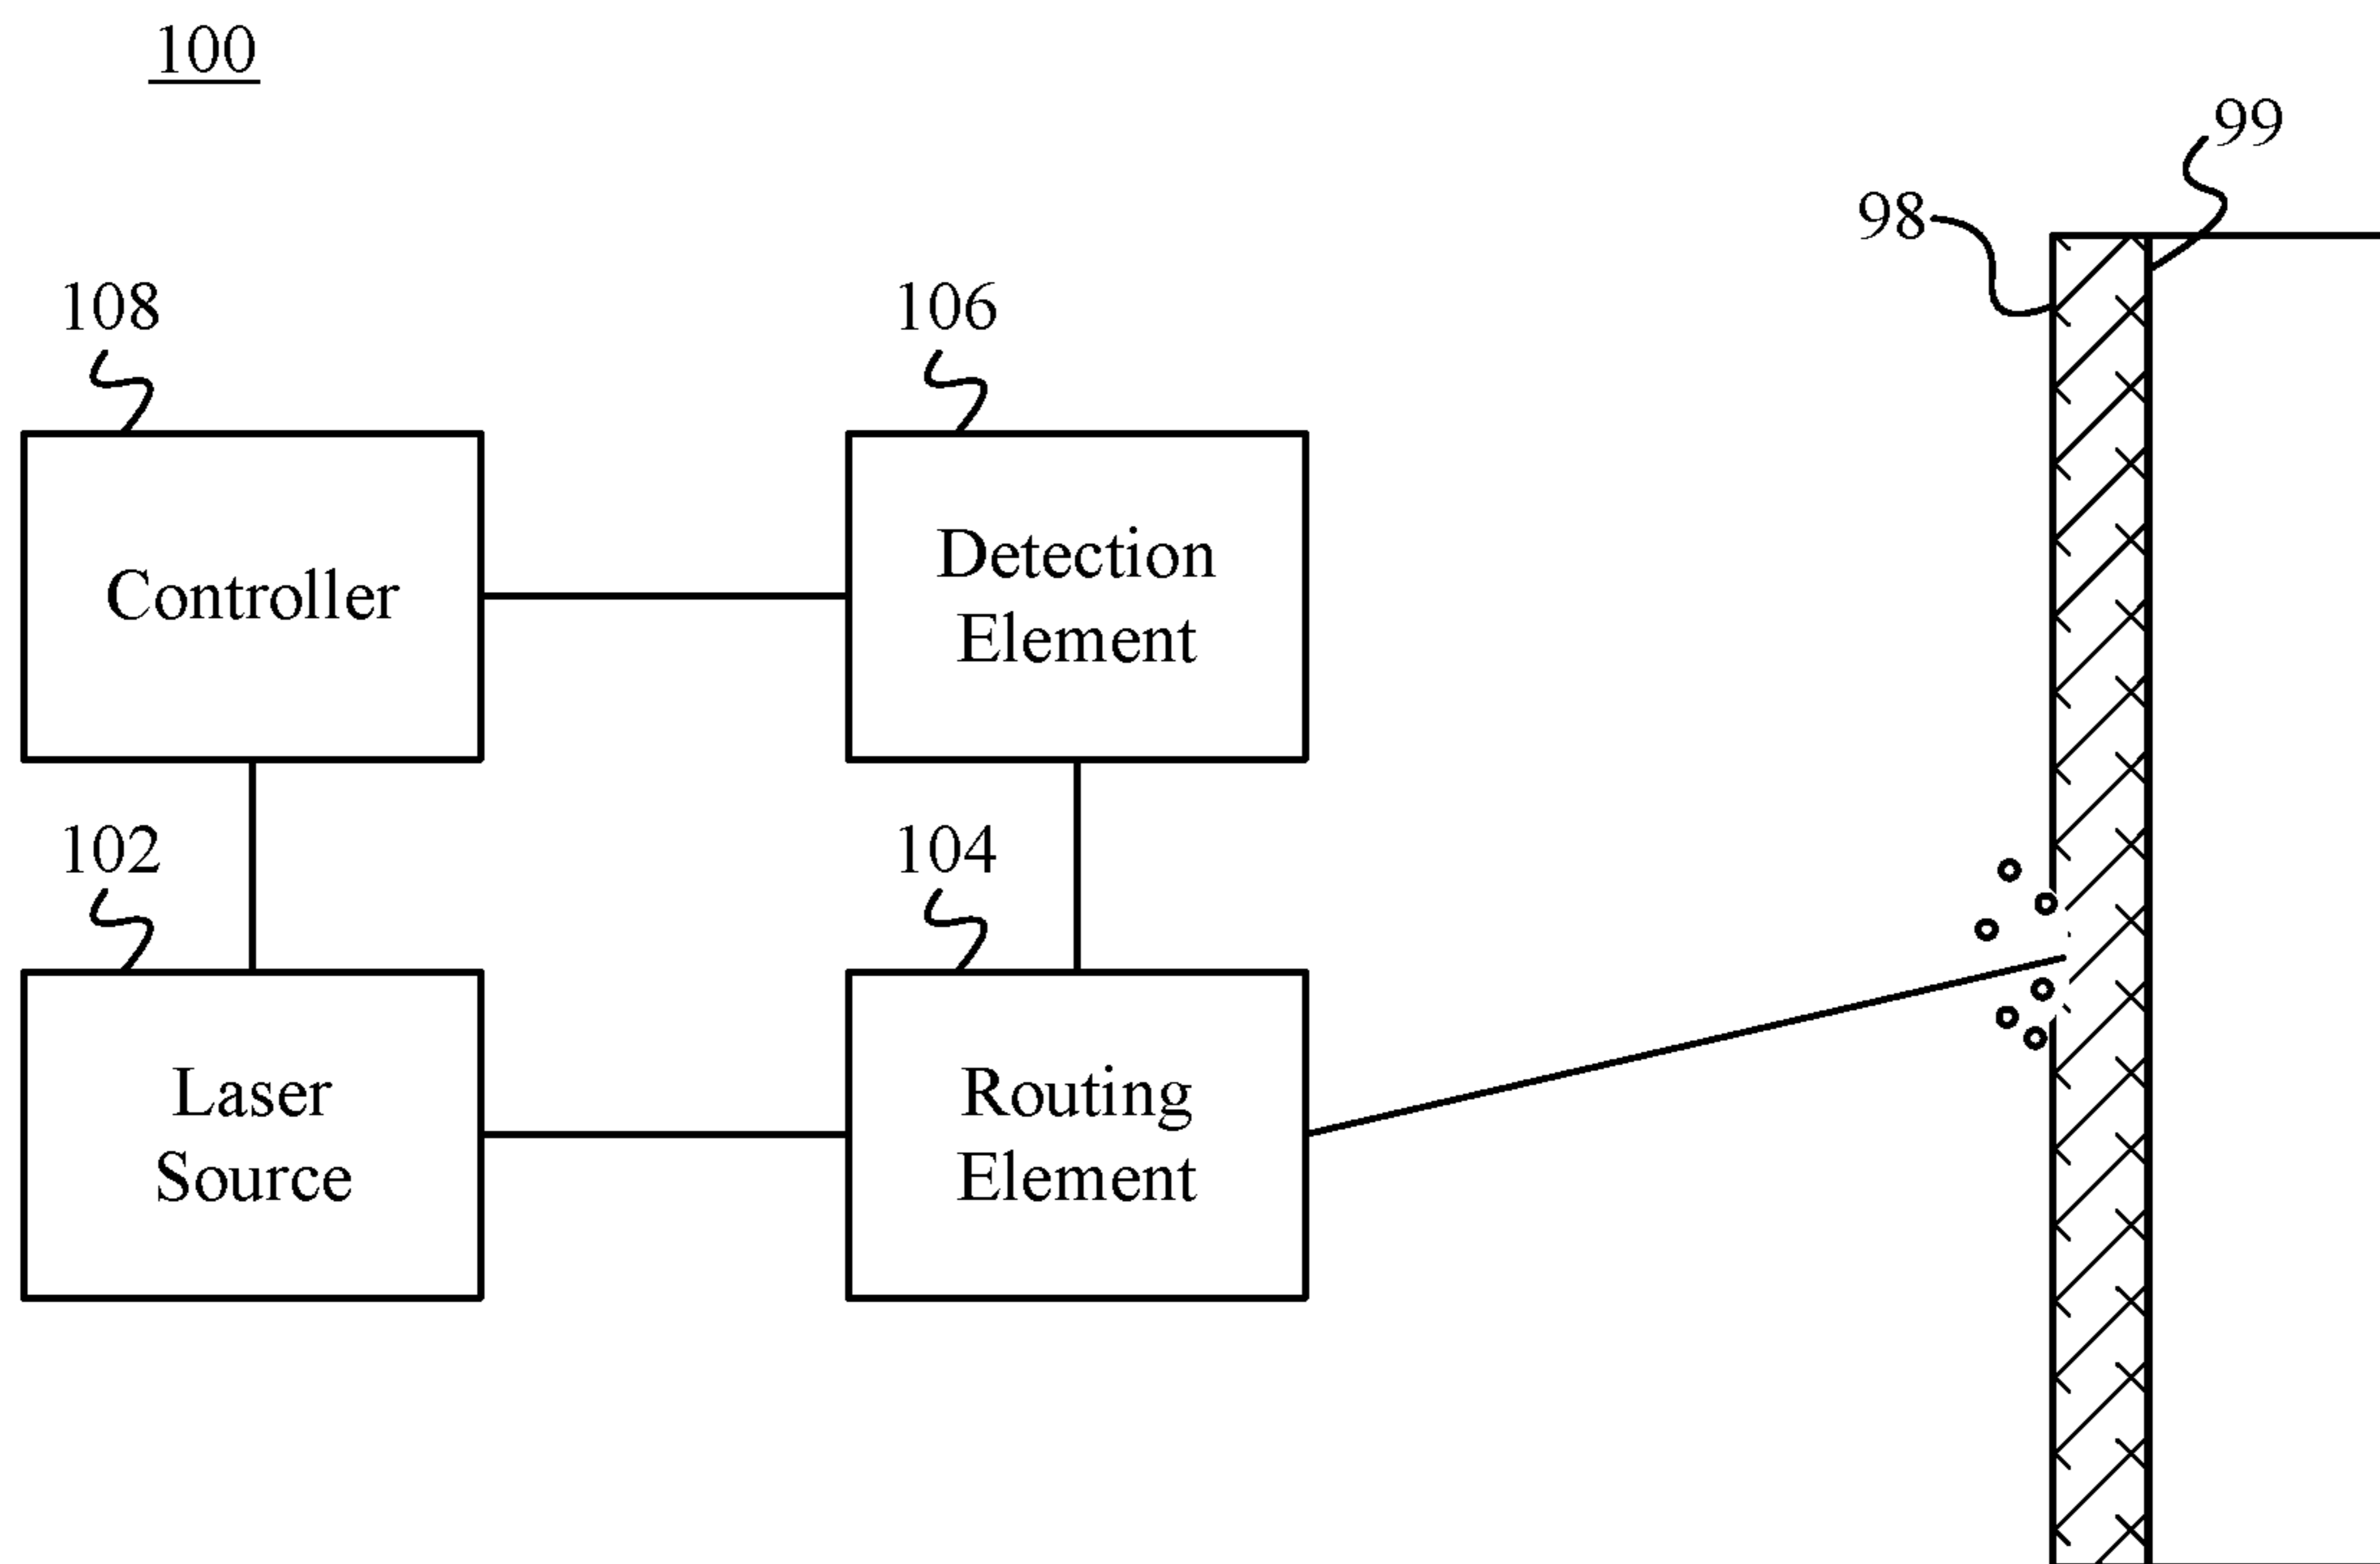 100
99
98
108
106
Controller
Detection
Element
102
104
Laser
Source
Routing
Element